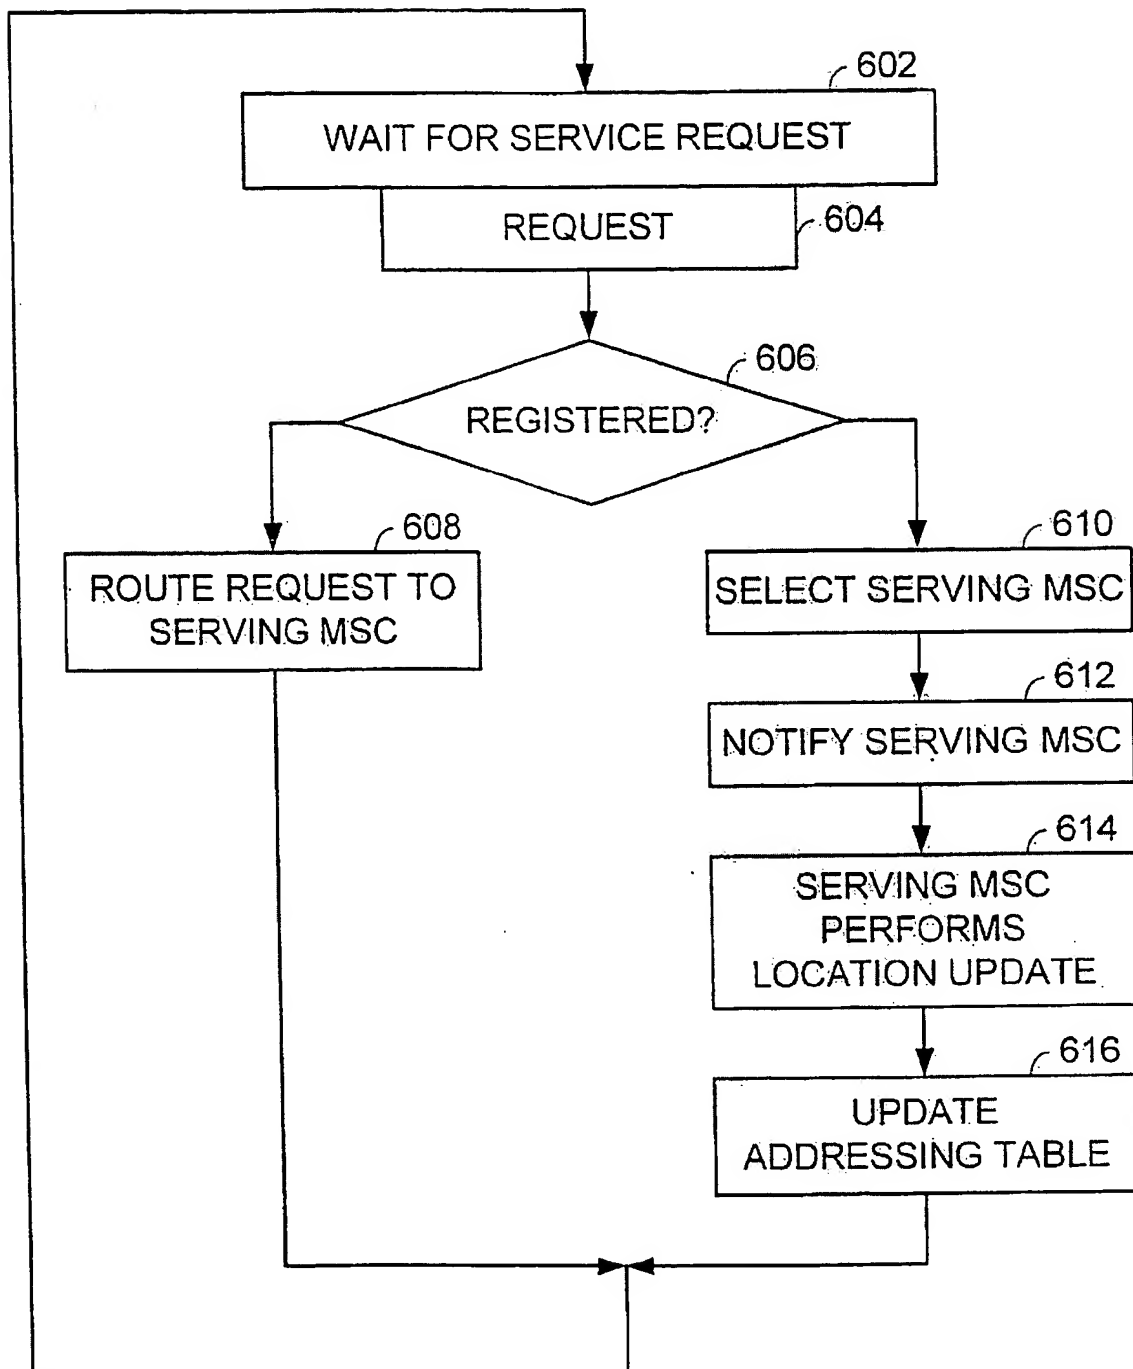 602
WAIT FOR SERVICE REQUEST
REQUEST
604
606
REGISTERED?
608
ROUTE REQUEST TO
SERVING MSC
610
SELECT SERVING MSC
612
NOTIFY SERVING MSC
614
SERVING MSC
PERFORMS
LOCATION UPDATE
616
UPDATE
ADDRESSING TABLE